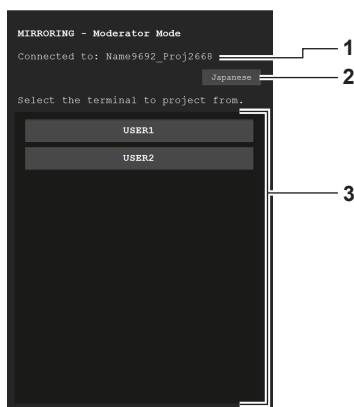 MIRRORING - Moderator Mode
Connected to: Name9692_Proj2668
1
Japanese
2
Select the terminal to project from.
USER1
USER2
3